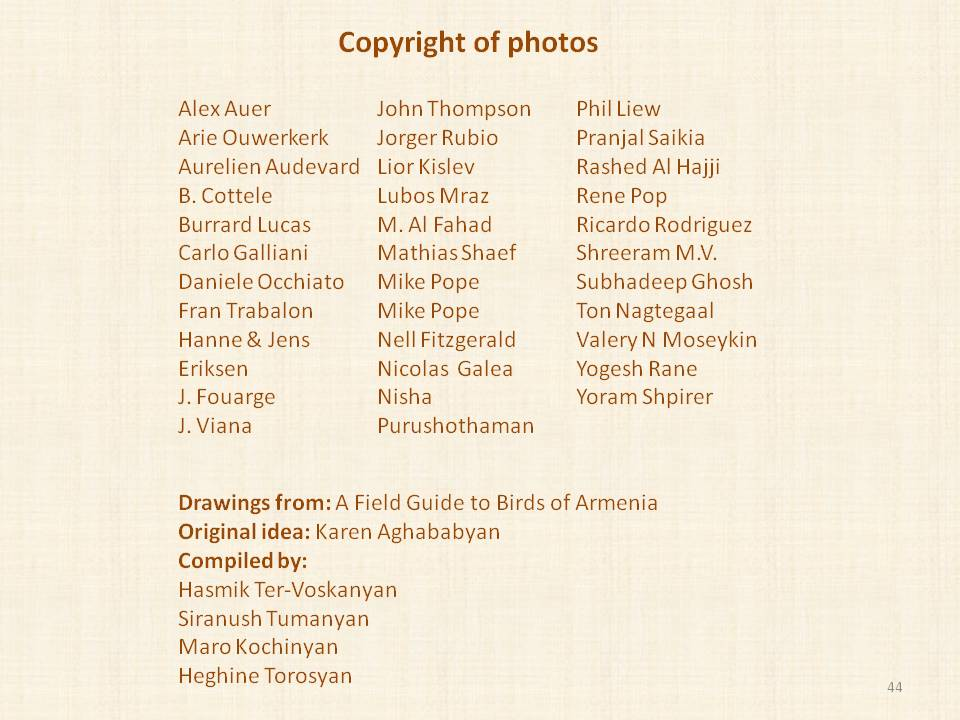 Copyright of photos
Alex Auer
Arie Ouwerkerk
Aurelien Audevard
B. Cottele
Burrard Lucas
Carlo Galliani
Daniele Occhiato
Fran Trabalon
Hanne & Jens
Eriksen
J. Fouarge
J. Viana
John Thompson
Jorger Rubio
Lior Kislev
Lubos Mraz
M. Al Fahad
Mathias Shaef
Mike Pope
Mike Pope
Nell Fitzgerald
Nicolas Galea
Nisha
Purushothaman
Phil Liew
Pranjal Saikia
Rashed Al Hajji
Rene Pop
Ricardo Rodriguez
Shreeram M.V.
Subhadeep Ghosh
Ton Nagtegaal
Valery N Moseykin
Yogesh Rane
Yoram Shpirer
Drawings from: A Field Guide to Birds of Armenia
Original idea: Karen Aghababyan
Compiled by:
Hasmik Ter-Voskanyan
Siranush Tumanyan
Maro Kochinyan
Heghine Torosyan
44